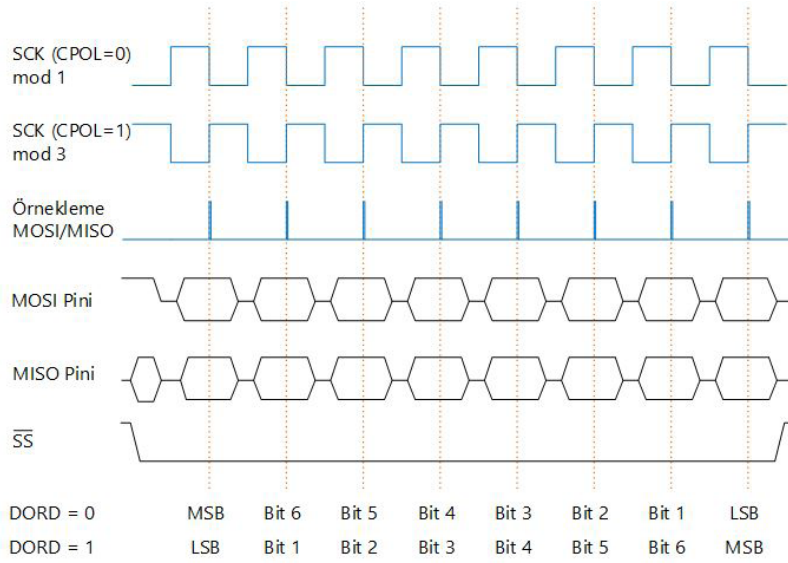 SCK (CPOL=0)
mod 1
SCK (CPOL=1)
mod 3
Örnekleme
MOSI/MISO
MOSI Pini
MISO Pini
SS
DORD = 0 MSB Bit 6 Bit 5 Bit 4 Bit 3 Bit 2 Bit 1 LSB
DORD = 1 LSB Bit 1 Bit 2 Bit 3 Bit 4 Bit 5 Bit 6 MSB